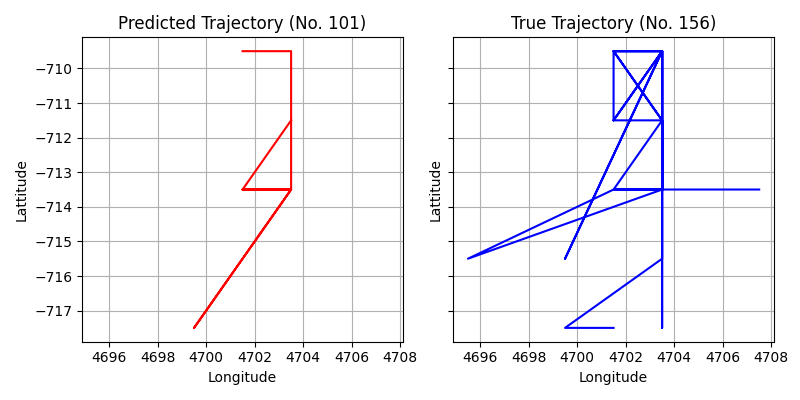 Predicted Trajectory (No. 101)
True Trajectory (No. 156)
Lattitude
−710
−711
−712
−713
−714
−715
−716
−717
4696 4698 4700 4702 4704 4706 4708
Longitude
Lattitude
4696 4698 4700 4702 4704 4706 4708
Longitude